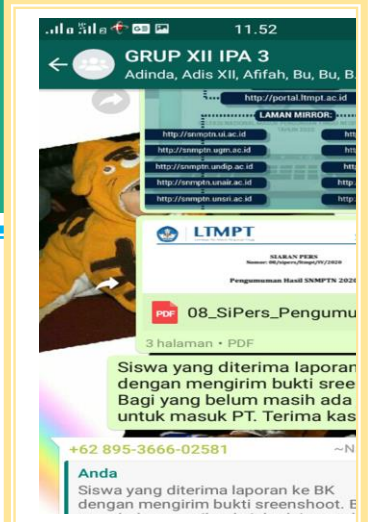 11.52
GRUP XII IPA 3
Adinda, Adis XII, Afifah, Bu, Bu, B
http://portal.ltmpt.ac.id
LAMAN MIRROR:
http://snmptn.ui.ac.id
http://snmptn.ugm.ac.id
http://snmptn.undip.ac.id
http://snmptn.unair.ac.id
http://snmptn.unsri.ac.id
LTMPT
SIARAN PERS
Pengumuman Hasil SNMPTN 2020
PDF 08_SiPers_Pengumu
3 halaman • PDF
Siswa yang diterima laporan
dengan mengirim bukti sree
Bagi yang belum masih ada
untuk masuk PT. Terima kas
+62 895-3666-02581 ~N
Anda
Siswa yang diterima laporan ke BK
dengan mengirim bukti sreenshoot. B